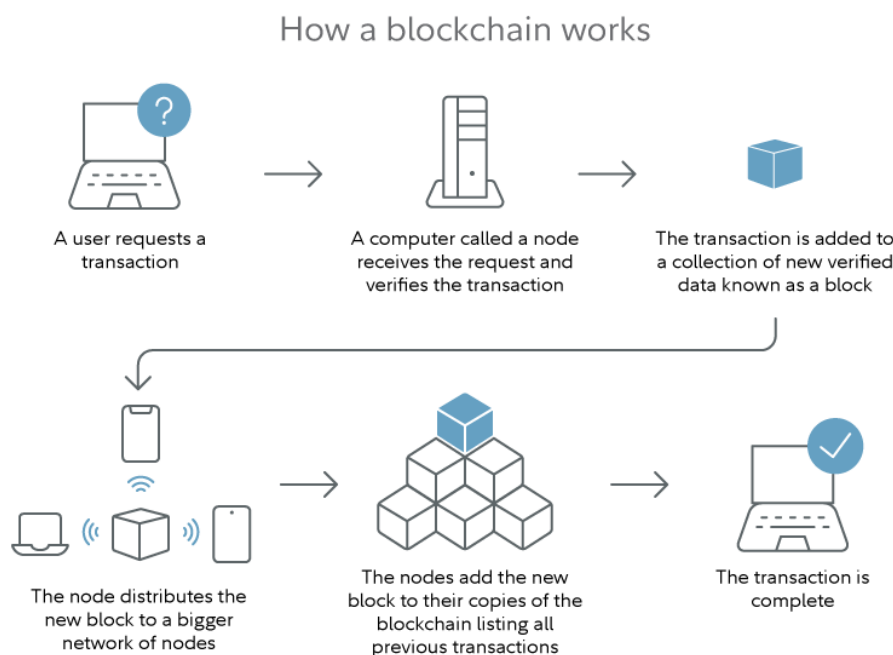 How a blockchain works
?
A user requests a
transaction
A computer called a node
receives the request and
verifies the transaction
The transaction is added to
a collection of new verified
data known as a block
The node distributes the
new block to a bigger
network of nodes
The nodes add the new
block to their copies of the
blockchain listing all
previous transactions
The transaction is
complete